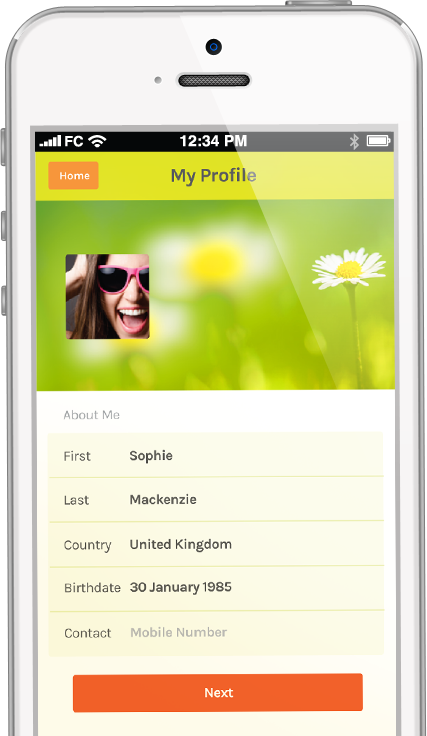 FC 12:34 PM
Home My Profile
About Me
First Sophie
Last Mackenzie
Country United Kingdom
Birthdate 30 January 1985
Contact Mobile Number
Next